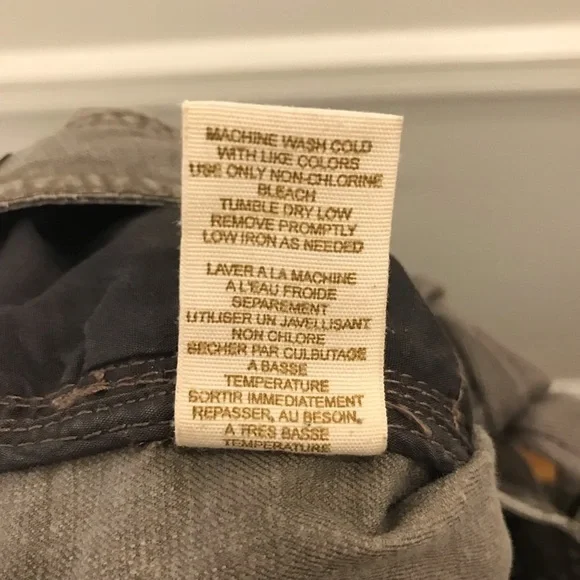 MACHINE WASH COLD
WITH LIKE COLORS
USE ONLY NON-CHLORINE
BLEACH
TUMBLE DRY LOW
REMOVE PROMPTLY
LOW IRON AS NEEDED
LAVER A LA MACHINE
A L'EAU FROIDE
SEPAREMENT
UTILISER UN JAVELLISANT
NON CHLORE
SECHER PAR CULBUTAGE
A BASSE
TEMPERATURE
SORTIR IMMEDIATEMENT
REPASSER, AU BESOIN,
A TRES BASSE
TEMPERATURE